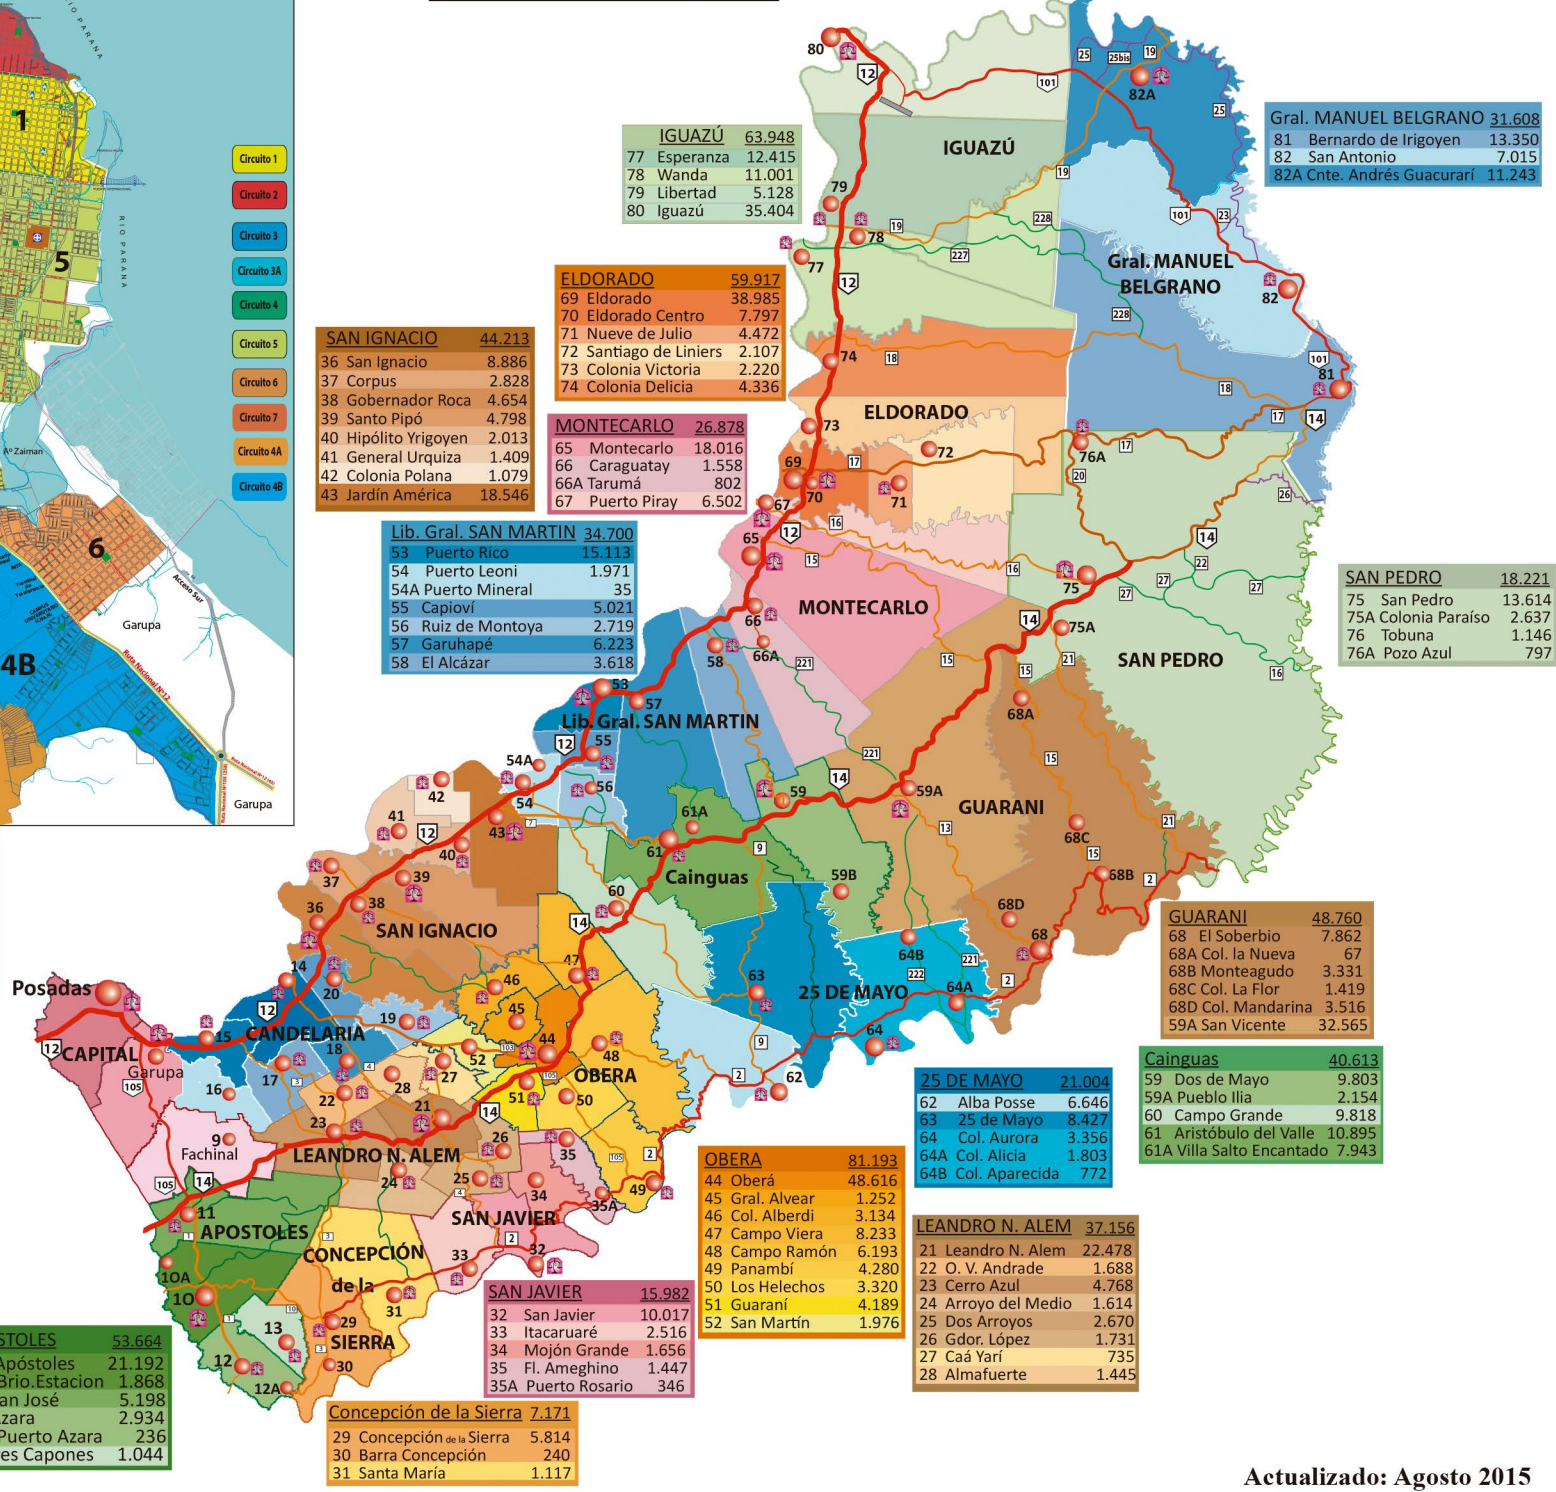 RIO PARANA
1
5
RIO PARANA
6
4B
Aº Zaiman
Acceso Sur
Garupa
Ruta Nacional Nº12
Garupa
Circuito 1
Circuito 2
Circuito 3
Circuito 3A
Circuito 4
Circuito 5
Circuito 6
Circuito 7
Circuito 4A
Circuito 4B
IGUAZÚ 63.948
77 Esperanza 12.415
78 Wanda 11.001
79 Libertad 5.128
80 Iguazú 35.404
Gral. MANUEL BELGRANO 31.608
81 Bernardo de Irigoyen 13.350
82 San Antonio 7.015
82A Cnte. Andrés Guacurarí 11.243
ELDORADO 59.917
69 Eldorado 38.985
70 Eldorado Centro 7.797
71 Nueve de Julio 4.472
72 Santiago de Liniers 2.107
73 Colonia Victoria 2.220
74 Colonia Delicia 4.336
SAN IGNACIO 44.213
36 San Ignacio 8.886
37 Corpus 2.828
38 Gobernador Roca 4.654
39 Santo Pipó 4.798
40 Hipólito Yrigoyen 2.013
41 General Urquiza 1.409
42 Colonia Polana 1.079
43 Jardín América 18.546
MONTECARLO 26.878
65 Montecarlo 18.016
66 Caraguatay 1.558
66A Tarumá 802
67 Puerto Piray 6.502
Lib. Gral. SAN MARTIN 34.700
53 Puerto Rico 15.113
54 Puerto Leoni 1.971
54A Puerto Mineral 35
55 Capioví 5.021
56 Ruiz de Montoya 2.719
57 Garuhapé 6.223
58 El Alcázar 3.618
SAN PEDRO 18.221
75 San Pedro 13.614
75A Colonia Paraíso 2.637
76 Tobuna 1.146
76A Pozo Azul 797
GUARANI 48.760
68 El Soberbio 7.862
68A Col. la Nueva 67
68B Monteagudo 3.331
68C Col. La Flor 1.419
68D Col. Mandarina 3.516
59A San Vicente 32.565
Cainguas 40.613
59 Dos de Mayo 9.803
59A Pueblo Ilia 2.154
60 Campo Grande 9.818
61 Aristóbulo del Valle 10.895
61A Villa Salto Encantado 7.943
25 DE MAYO 21.004
62 Alba Posse 6.646
63 25 de Mayo 8.427
64 Col. Aurora 3.356
64A Col. Alicia 1.803
64B Col. Aparecida 772
OBERA 81.193
44 Oberá 48.616
45 Gral. Alvear 1.252
46 Col. Alberdi 3.134
47 Campo Viera 8.233
48 Campo Ramón 6.193
49 Panambí 4.280
50 Los Helechos 3.320
51 Guaraní 4.189
52 San Martín 1.976
LEANDRO N. ALEM 37.156
21 Leandro N. Alem 22.478
22 O. V. Andrade 1.688
23 Cerro Azul 4.768
24 Arroyo del Medio 1.614
25 Dos Arroyos 2.670
26 Gdor. López 1.731
27 Caá Yarí 735
28 Almafuerte 1.445
SAN JAVIER 15.982
32 San Javier 10.017
33 Itacaruaré 2.516
34 Mojón Grande 1.656
35 Fl. Ameghino 1.447
35A Puerto Rosario 346
STOLES 53.664
Apóstoles 21.192
Brio.Estacion 1.868
an José 5.198
zara 2.934
Puerto Azara 236
es Capones 1.044
Concepción de la Sierra 7.171
29 Concepción de la Sierra 5.814
30 Barra Concepción 240
31 Santa María 1.117
IGUAZÚ
Gral. MANUEL
BELGRANO
ELDORADO
MONTECARLO
SAN PEDRO
Lib. Gral. SAN MARTIN
GUARANI
Cainguas
SAN IGNACIO
25 DE MAYO
Posadas
CAPITAL
Garupa
CANDELARIA
OBERA
Fachinal
LEANDRO N. ALEM
SAN JAVIER
APOSTOLES
CONCEPCIÓN
de la
SIERRA
Actualizado: Agosto 2015